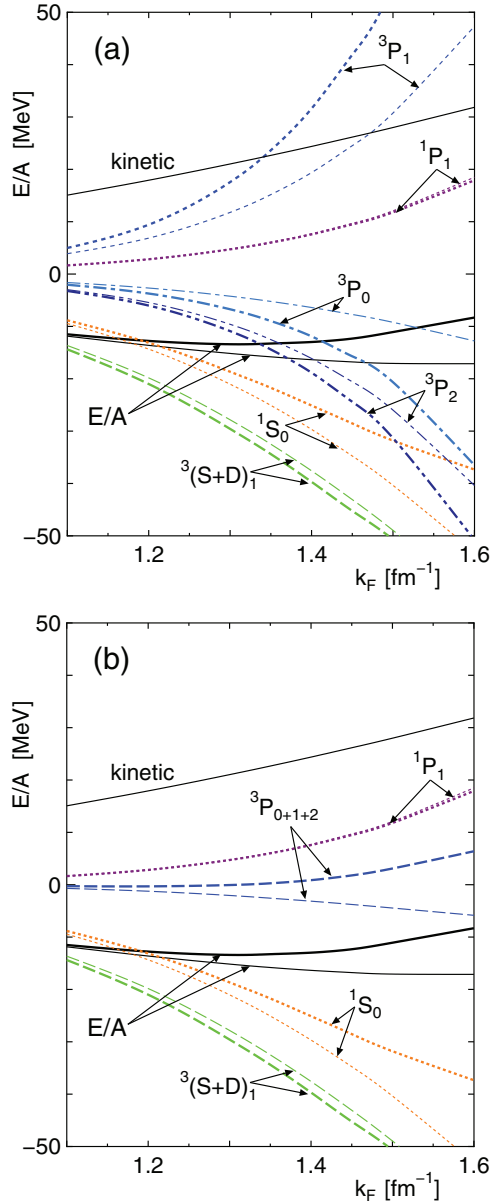 50
(a)
³P₁
E/A [MeV]
kinetic
¹P₁
0
³P₀
³P₂
E/A
¹S₀
³(S+D)₁
−50
1.2
1.4
1.6
k_F [fm⁻¹]
50
(b)
E/A [MeV]
kinetic
¹P₁
³P₀₊₁₊₂
0
¹S₀
E/A
³(S+D)₁
−50
1.2
1.4
1.6
k_F [fm⁻¹]